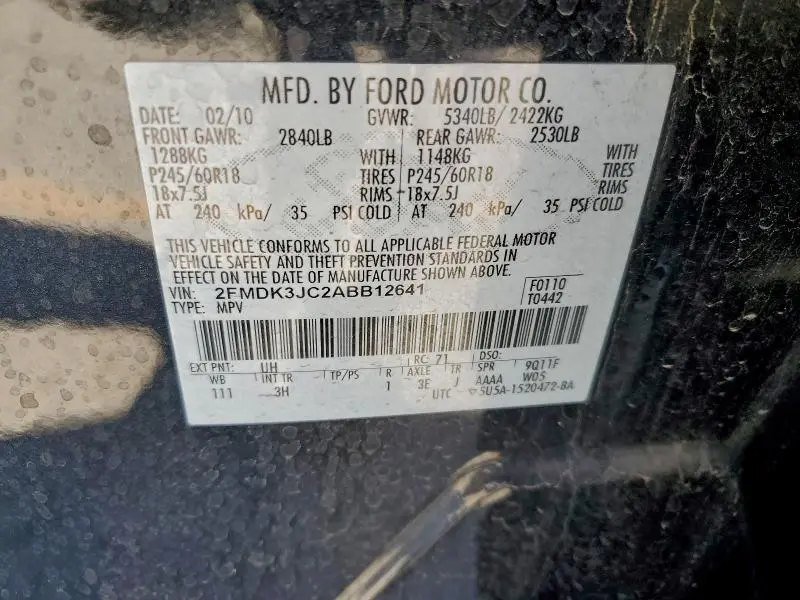 MFD. BY FORD MOTOR CO.
DATE: 02/10 GVWR: 5340LB/ 2422KG
FRONT GAWR: 2840LB REAR GAWR: 2530LB
1288KG WITH 1148KG WITH
P245/60R18 TIRES P245/60R18 TIRES
18x7.5J RIMS 18x7.5J RIMS
AT 240 kPa/ 35 PSI COLD AT 240 kPa/ 35 PSI COLD
THIS VEHICLE CONFORMS TO ALL APPLICABLE FEDERAL MOTOR
VEHICLE SAFETY AND THEFT PREVENTION STANDARDS IN
EFFECT ON THE DATE OF MANUFACTURE SHOWN ABOVE.
VIN: 2FMDK3JC2ABB12641 F0110
TYPE: MPV T0442
EXT PNT: UH RC: 71 DSO:
WB INT TR TP/PS R AXLE TR SPR 9Q11F
111 3H 1 3E J AAAA W05
UTC 5U5A-1520472-BA